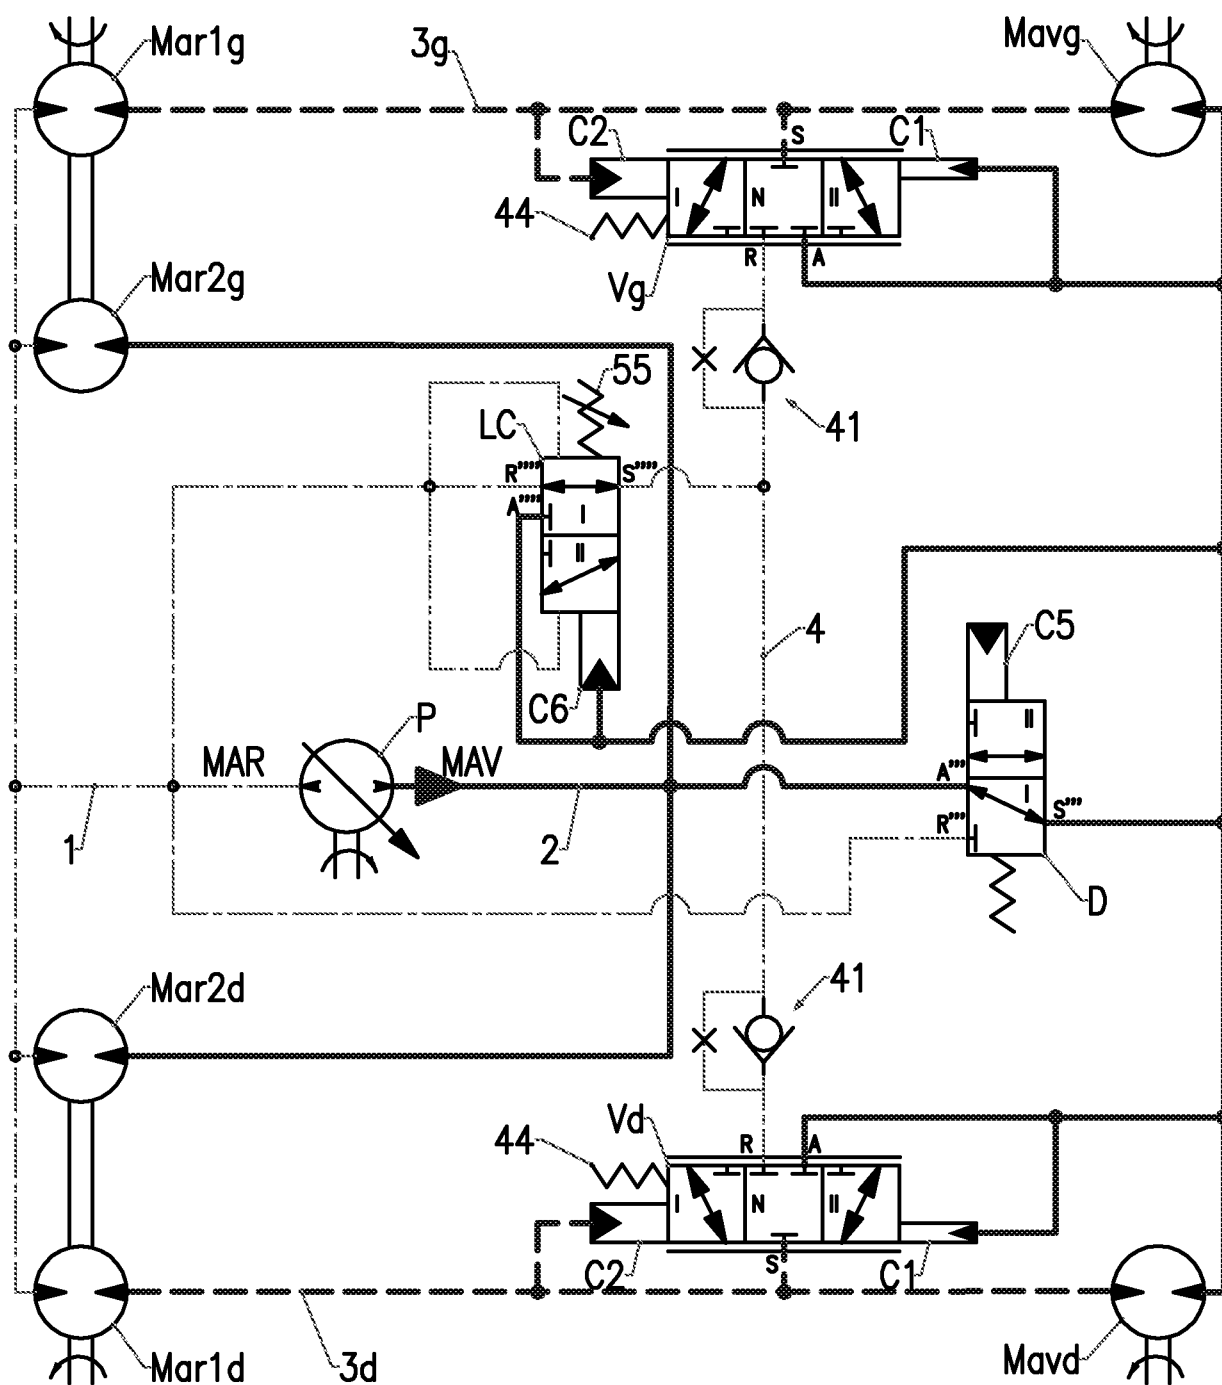 Mar1g
3g
Mavg
C2
S
C1
I
N
II
44
R
A
Vg
Mar2g
55
41
LC
R''''
S''''
A''''
I
II
4
C5
C6
P
II
MAR
MAV
A'''
I
S'''
R'''
1
2
D
Mar2d
41
Vd
44
R
A
I
N
II
S
C2
C1
Mar1d
3d
Mavd